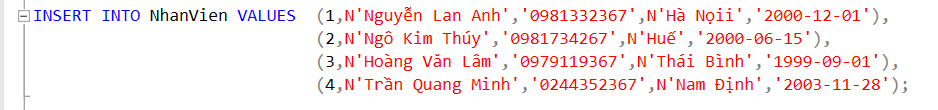 INSERT INTO NhanVien VALUES (1,N'Nguyễn Lan Anh','0981332367',N'Hà Nọii','2000-12-01'),
(2,N'Ngô Kim Thúy','0981734267',N'Huế','2000-06-15'),
(3,N'Hoàng Văn Lâm','0979119367',N'Thái Bình','1999-09-01'),
(4,N'Trần Quang Minh','0244352367',N'Nam Định','2003-11-28');